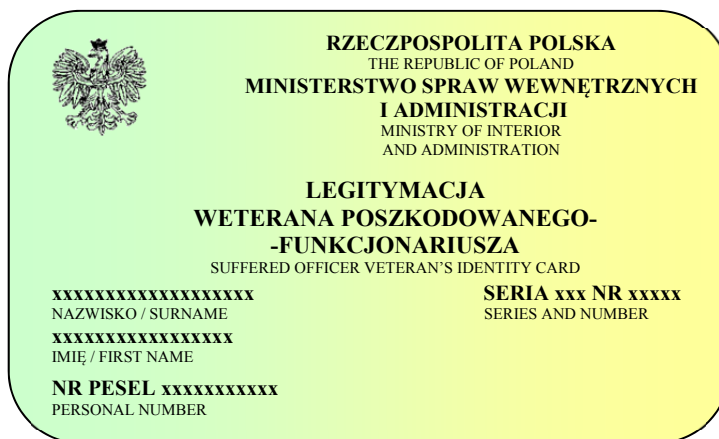 RZECZPOSPOLITA POLSKA
THE REPUBLIC OF POLAND
MINISTERSTWO SPRAW WEWNĘTRZNYCH
I ADMINISTRACJI
MINISTRY OF INTERIOR
AND ADMINISTRATION
LEGITYMACJA
WETERANA POSZKODOWANEGO-
-FUNKCJONARIUSZA
SUFFERED OFFICER VETERAN'S IDENTITY CARD
xxxxxxxxxxxxxxxxxxx
NAZWISKO / SURNAME
SERIA xxx NR xxxxx
SERIES AND NUMBER
xxxxxxxxxxxxxxxxx
IMIĘ / FIRST NAME
NR PESEL xxxxxxxxxxx
PERSONAL NUMBER